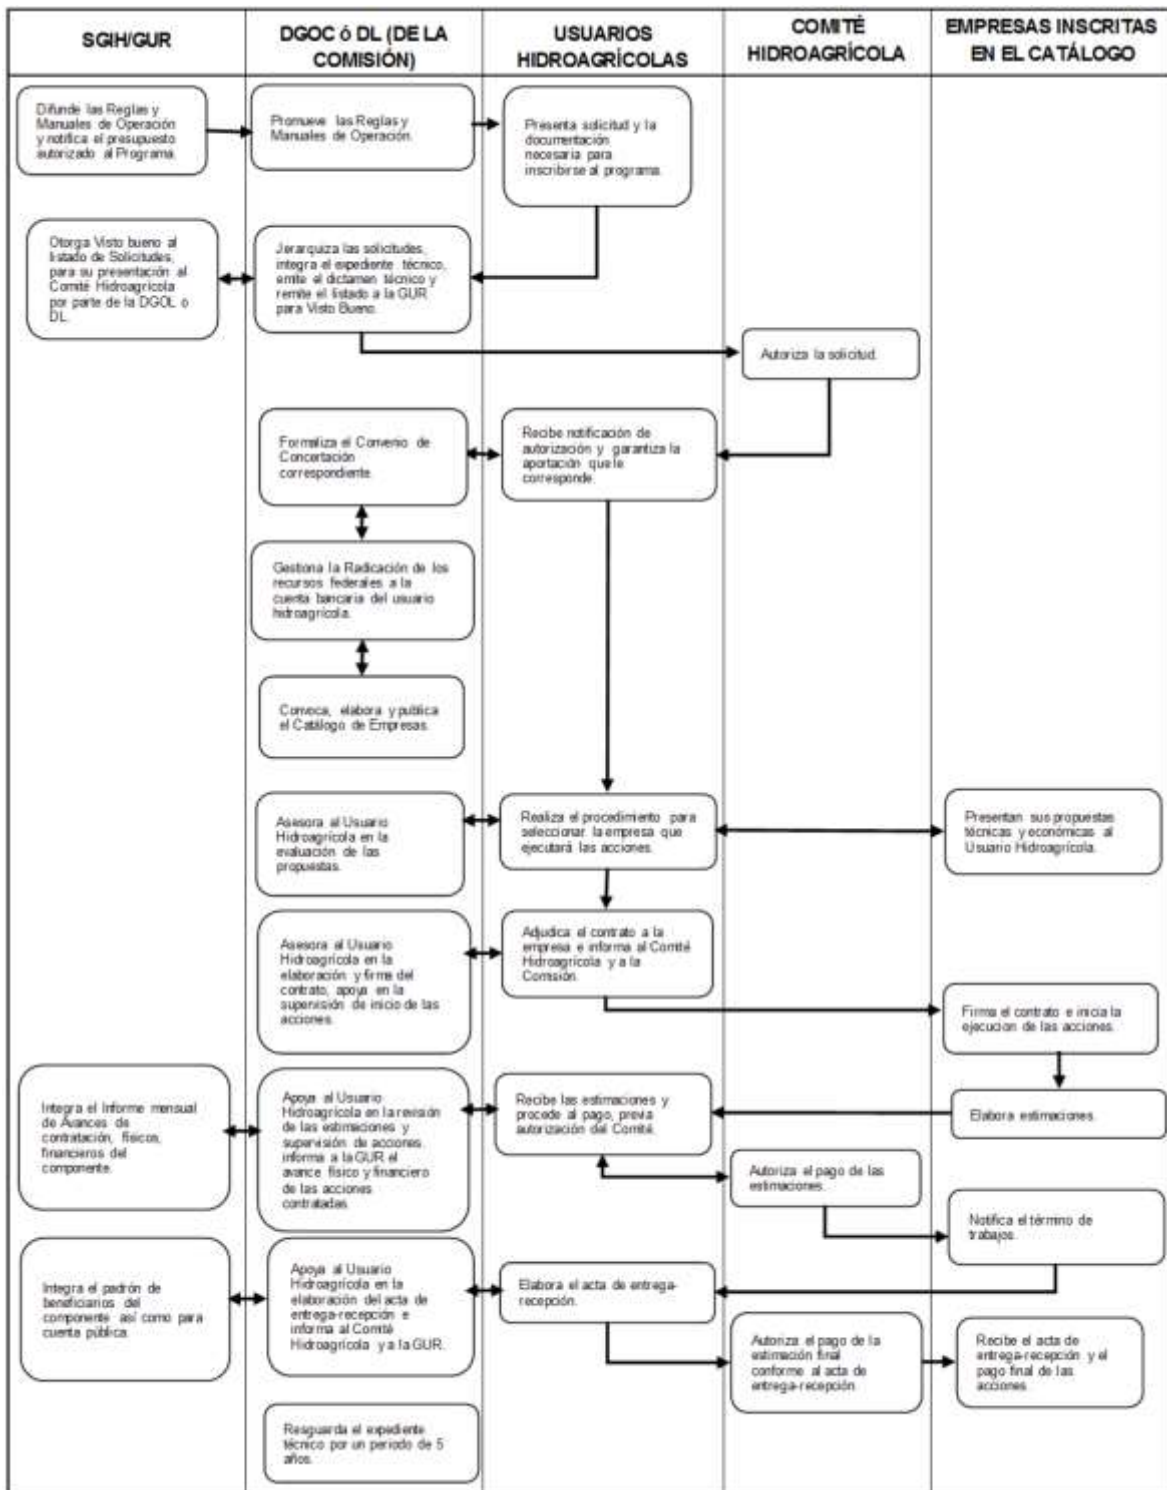 SGIH/GUR
DGOC ó DL (DE LA
COMISIÓN)
USUARIOS
HIDROAGRÍCOLAS
COMITÉ
HIDROAGRÍCOLA
EMPRESAS INSCRITAS
EN EL CATÁLOGO
Difunde las Reglas y
Manuales de Operación
y notifica el presupuesto
autorizado al Programa.
Promueve las Reglas y
Manuales de Operación.
Presenta solicitud y la
documentación
necesaria para
inscribirse al programa.
Otorga Visto bueno al
listado de Solicitudes,
para su presentación al
Comité Hidroagrícola
por parte de la DGOL ó
DL.
Jerarquiza las solicitudes,
integra el expediente técnico,
emite el dictamen técnico y
remite el listado a la GUR
para Visto Bueno.
Autoriza la solicitud.
Formaliza el Convenio de
Concertación
correspondiente.
Recibe notificación de
autorización y garantiza la
aportación que le
corresponde.
Gestiona la Radicación de los
recursos federales a la
cuenta bancaria del usuario
hidroagrícola.
Convoca, elabora y publica
el Catálogo de Empresas.
Asesora al Usuario
Hidroagrícola en la
evaluación de las
propuestas.
Realiza el procedimiento para
seleccionar la empresa que
ejecutará las acciones.
Presentan sus propuestas
técnicas y económicas al
Usuario Hidroagrícola.
Asesora al Usuario
Hidroagrícola en la
elaboración y firma del
contrato, apoya en la
supervisión de inicio de las
acciones.
Adjudica el contrato a la
empresa e informa al Comité
Hidroagrícola y a la
Comisión.
Firma el contrato e inicia la
ejecucion de las acciones.
Integra el Informe mensual
de Avances de
contratación, físicos,
financieros del
componente.
Apoya al Usuario
Hidroagrícola en la revisión
de las estimaciones y
supervisión de acciones,
informa a la GUR el
avance físico y financiero
de las acciones
contratadas.
Recibe las estimaciones y
procede al pago, previa
autorización del Comité.
Elabora estimaciones.
Autoriza el pago de las
estimaciones.
Notifica el término de
trabajos.
Integra el padrón de
beneficiarios del
componente así como para
cuenta pública.
Apoya al Usuario
Hidroagrícola en la
elaboración del acta de
entrega-recepción e
informa al Comité
Hidroagrícola y a la GUR.
Elabora el acta de entrega-
recepción.
Autoriza el pago de la
estimación final
conforme al acta de
entrega-recepción.
Recibe el acta de
entrega-recepción y el
pago final de las
acciones
Resguarda el expediente
técnico por un periodo de 5
años.